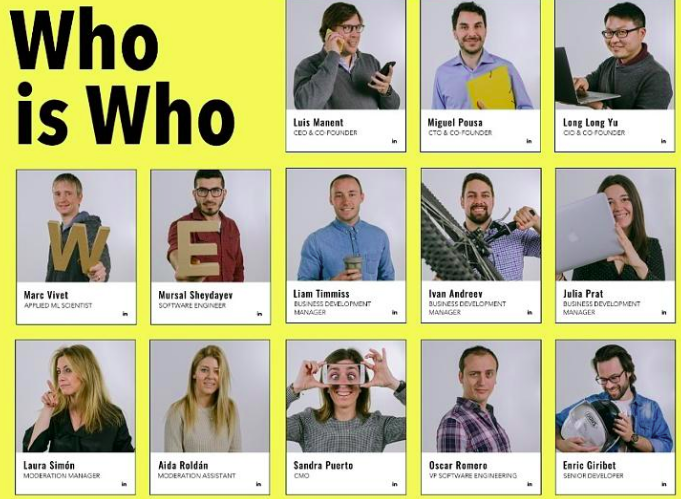 Who
is Who
Luis Manent
CEO & CO-FOUNDER
in
Miguel Pousa
CTO & CO-FOUNDER
in
Long Long Yu
CIO & CO-FOUNDER
in
WE
Marc Vivet
APPLIED ML SCIENTIST
in
Mursal Sheydayev
SOFTWARE ENGINEER
in
Liam Timmiss
BUSINESS DEVELOPMENT
MANAGER
in
Ivan Andreev
BUSINESS DEVELOPMENT
MANAGER
in
Julia Prat
BUSINESS DEVELOPMENT
MANAGER
in
Laura Simón
MODERATION MANAGER
in
Aida Roldán
MODERATION ASSISTANT
in
Sandra Puerto
CMO
in
Oscar Romero
VP SOFTWARE ENGINEERING
in
Enric Giribet
SENIOR DEVELOPER
in